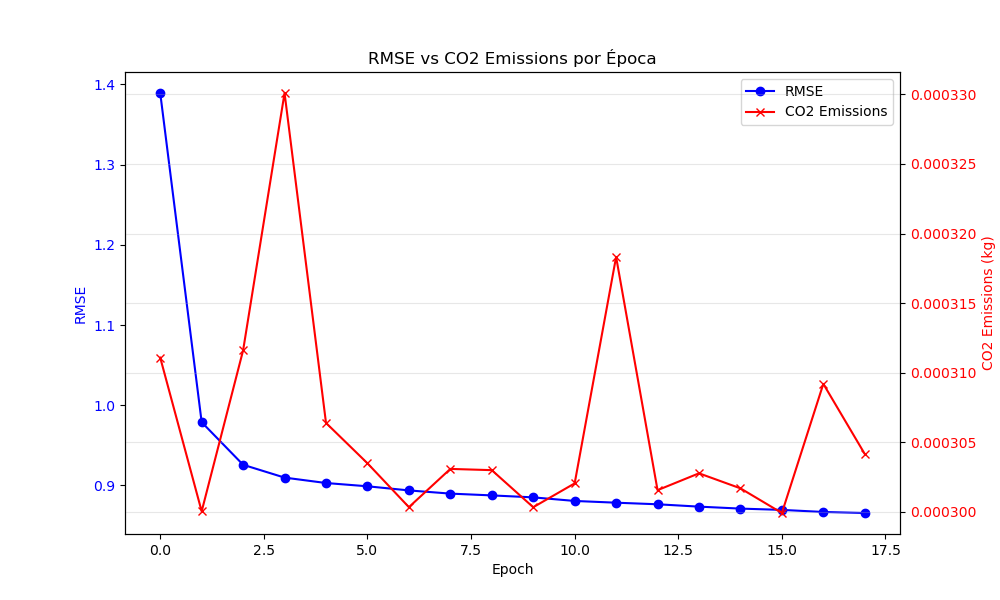 RMSE vs CO2 Emissions por Época
RMSE
CO2 Emissions
1.4
1.3
1.2
1.1
1.0
0.9
RMSE
0.000330
0.000325
0.000320
0.000315
0.000310
0.000305
0.000300
CO2 Emissions (kg)
0.0 2.5 5.0 7.5 10.0 12.5 15.0 17.5
Epoch